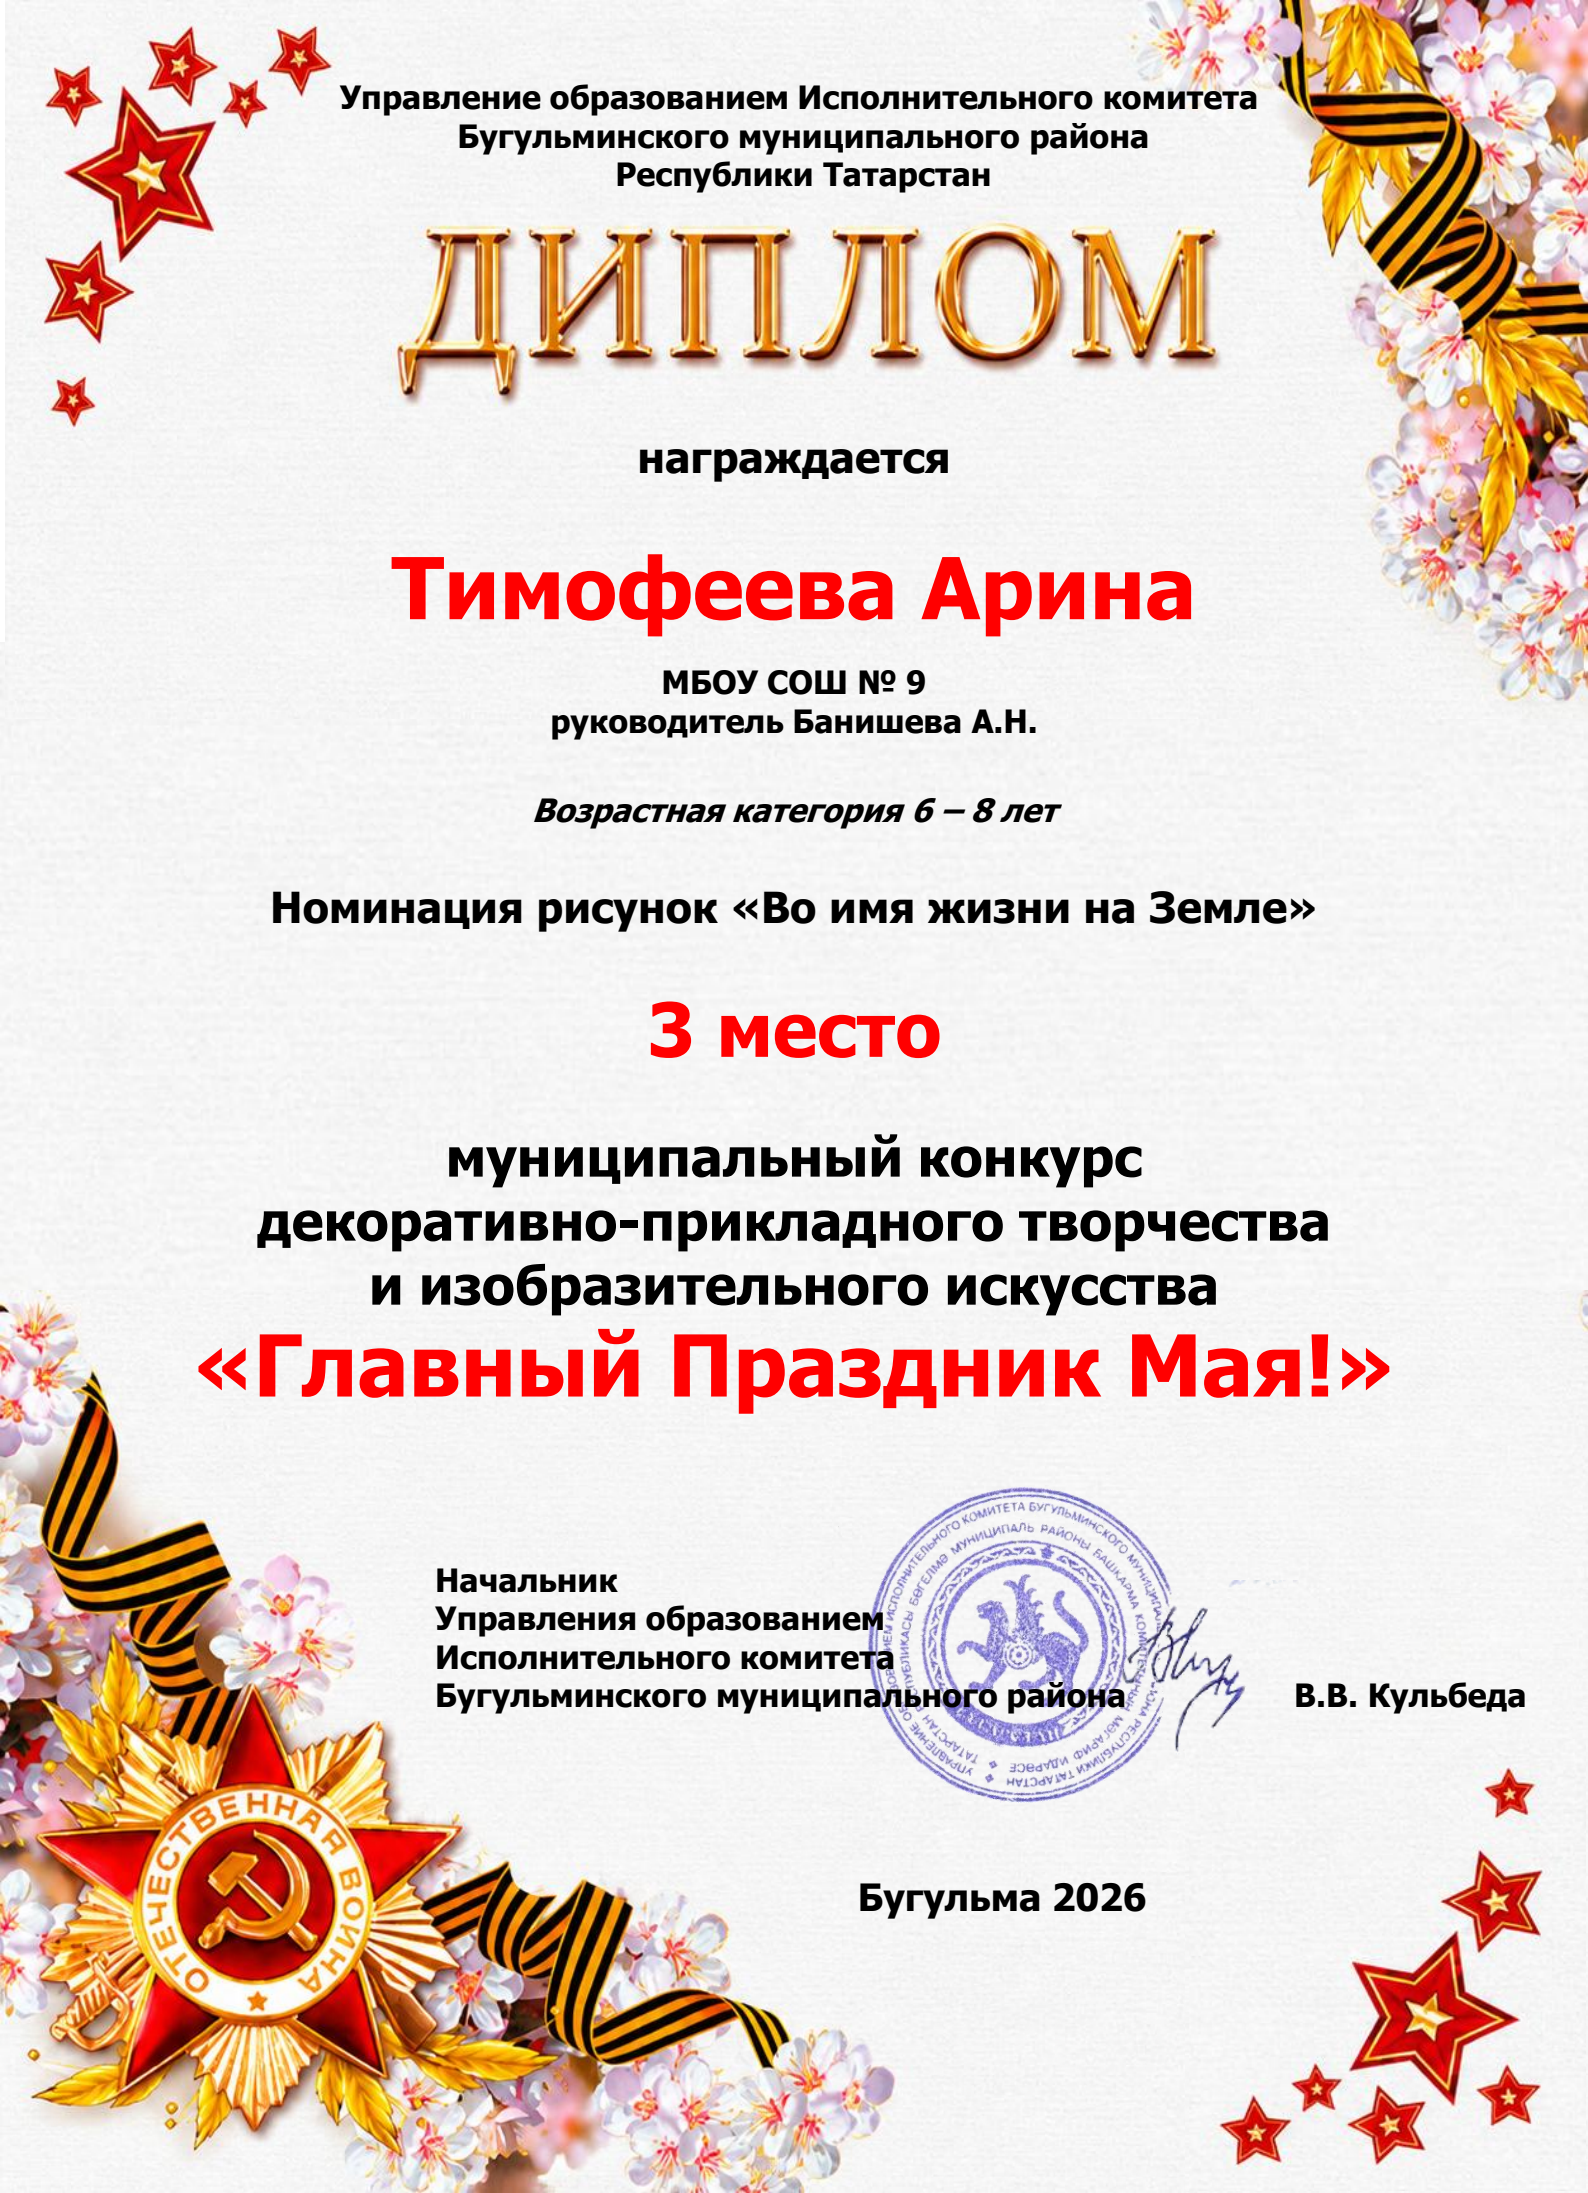 Управление образованием Исполнительного комитета
Бугульминского муниципального района
Республики Татарстан
ДИПЛОМ
награждается
Тимофеева Арина
МБОУ СОШ № 9
руководитель Банишева А.Н.
Возрастная категория 6 – 8 лет
Номинация рисунок «Во имя жизни на Земле»
3 место
муниципальный конкурс
декоративно-прикладного творчества
и изобразительного искусства
«Главный Праздник Мая!»
Начальник
Управления образованием
Исполнительного комитета
Бугульминского муниципального района В.В. Кульбеда
ОТЕЧЕСТВЕННАЯ ВОЙНА
Бугульма 2026